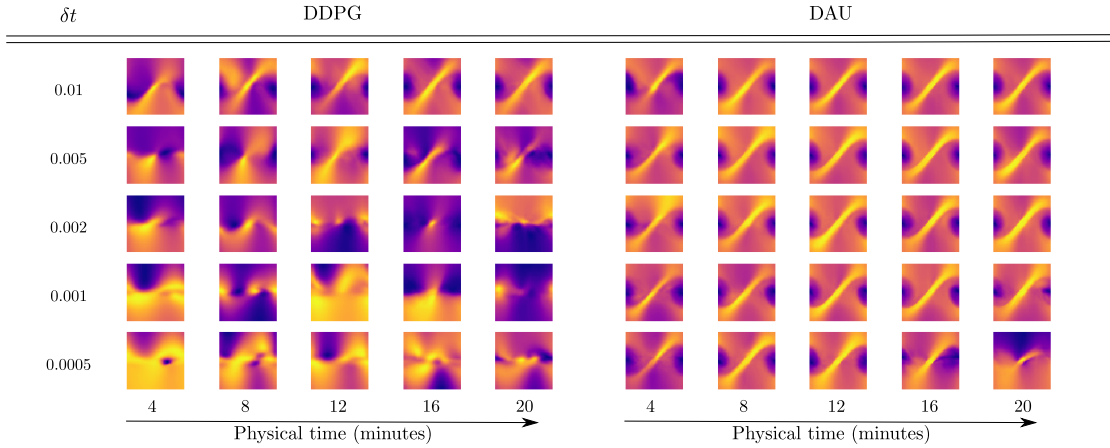 δt DDPG DAU
0.01
0.005
0.002
0.001
0.0005
4 8 12 16 20 4 8 12 16 20
Physical time (minutes) Physical time (minutes)